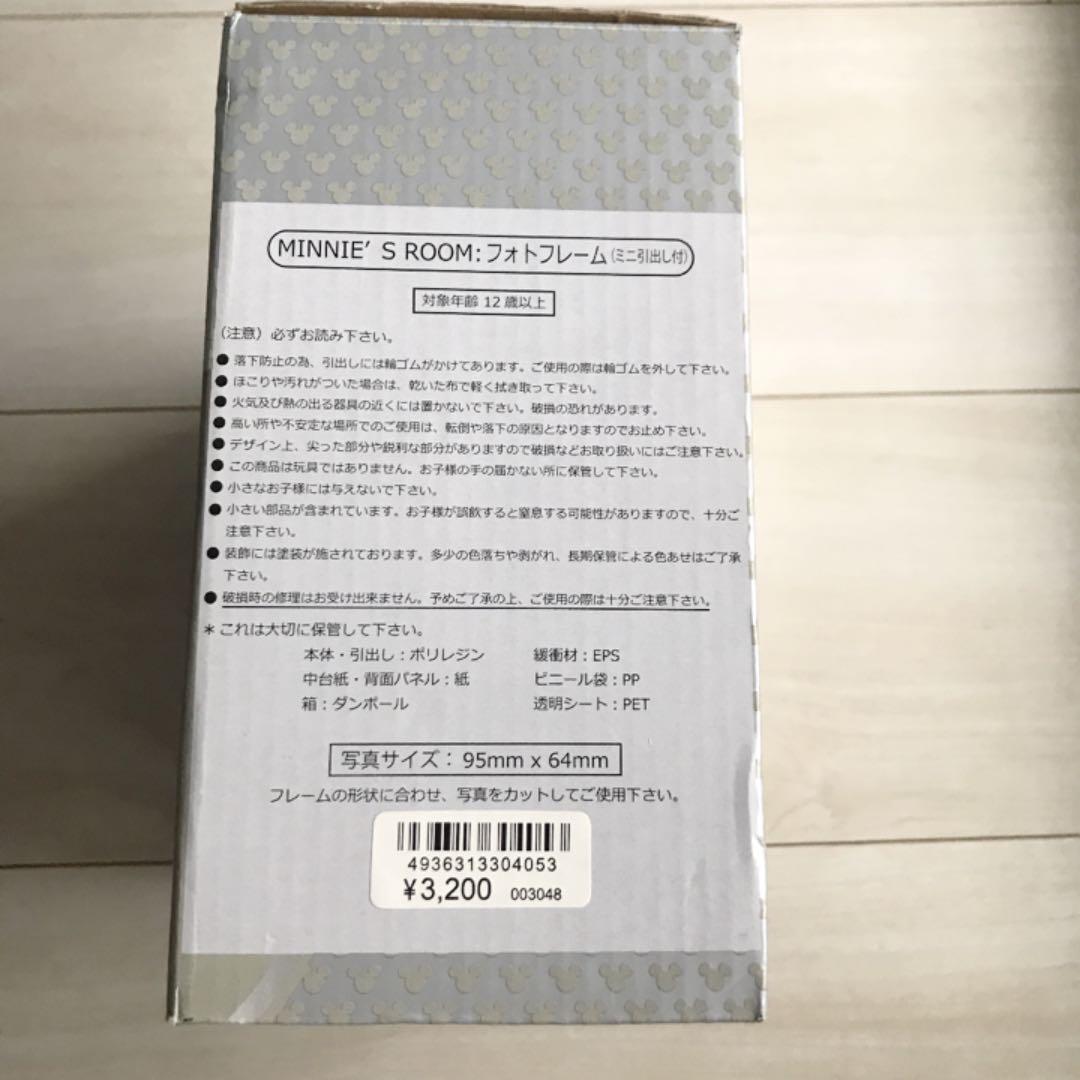 MINNIE'S ROOM:フォトフレーム(ミニ引出し付)
対象年齢 12 歳以上
(注意)必ずお読み下さい。
●落下防止の為、引出しには輪ゴムがかけてあります。ご使用の際は輪ゴムを外して下さい。
●ほこりや汚れがついた場合は、乾いた布で軽く拭き取って下さい。
●火気及び熱の出る器具の近くには置かないで下さい。破損の恐れがあります。
●高い所や不安定な場所でのご使用は、転倒や落下の原因となりますのでお止め下さい。
●デザイン上、尖った部分や鋭利な部分がありますので破損などお取り扱いにはご注意下さい。
●この商品は玩具ではありません。お子様の手の届かない所に保管して下さい。
●小さなお子様には与えないで下さい。
●小さい部品が含まれています。お子様が誤飲すると窒息する可能性がありますので、十分ご
注意下さい。
●装飾には塗装が施されております。多少の色落ちや剥がれ、長期保管による色あせはご了承
下さい。
●破損時の修理はお受け出来ません。予めご了承の上、ご使用の際は十分ご注意下さい。
＊これは大切に保管して下さい。
本体・引出し：ポリレジン 緩衝材：EPS
中台紙・背面パネル：紙 ビニール袋：PP
箱：ダンボール 透明シート：PET
写真サイズ： 95mm x 64mm
フレームの形状に合わせ、写真をカットしてご使用下さい。
4936313304053
¥3,200 003048